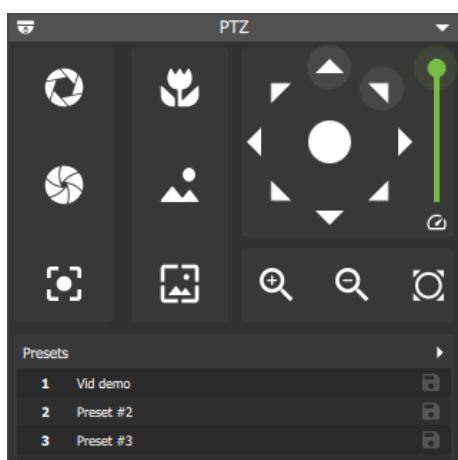 PTZ
Presets
1 Vid demo
2 Preset #2
3 Preset #3